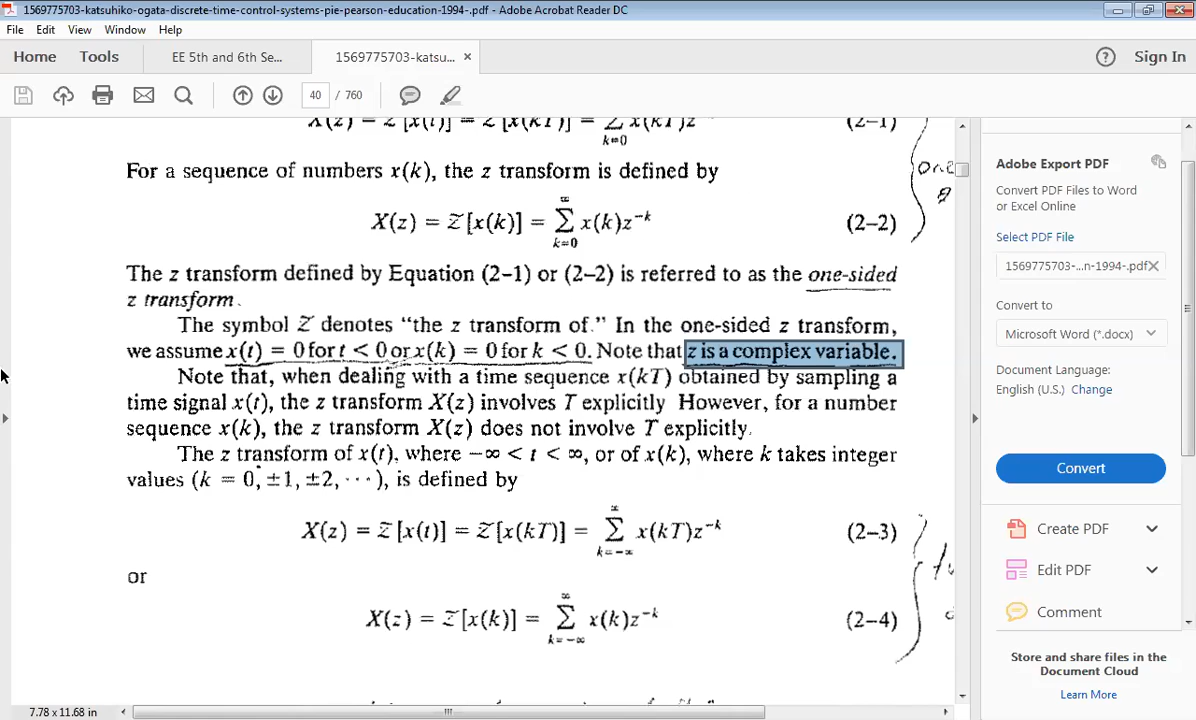 1569775703-katsuhiko-ogata-discrete-time-control-systems-pie-pearson-education-1994-.pdf - Adobe Acrobat Reader DC
File Edit View Window Help
Home Tools EE 5th and 6th Se... 1569775703-katsu... × ? Sign In
40 / 760
X(z) = Z[x(t)] = Z[x(kT)] = Σ x(kT)z⁻ᵏ (2-1)
k=0
For a sequence of numbers x(k), the z transform is defined by
∞
X(z) = Z[x(k)] = Σ x(k)z⁻ᵏ (2-2)
k=0
The z transform defined by Equation (2-1) or (2-2) is referred to as the one-sided
z transform.
The symbol Z denotes "the z transform of." In the one-sided z transform,
we assume x(t) = 0 for t < 0 or x(k) = 0 for k < 0. Note that z is a complex variable.
Note that, when dealing with a time sequence x(kT) obtained by sampling a
time signal x(t), the z transform X(z) involves T explicitly However, for a number
sequence x(k), the z transform X(z) does not involve T explicitly.
The z transform of x(t), where −∞ < t < ∞, or of x(k), where k takes integer
values (k = 0, ±1, ±2, ···), is defined by
∞
X(z) = Z[x(t)] = Z[x(kT)] = Σ x(kT)z⁻ᵏ (2-3)
k=−∞
or
∞
X(z) = Z[x(k)] = Σ x(k)z⁻ᵏ (2-4)
k=−∞
one
7.78 x 11.68 in
Adobe Export PDF
Convert PDF Files to Word
or Excel Online
Select PDF File
1569775703-...n-1994-.pdf ×
Convert to
Microsoft Word (*.docx)
Document Language:
English (U.S.) Change
Convert
Create PDF
Edit PDF
Comment
Store and share files in the
Document Cloud
Learn More